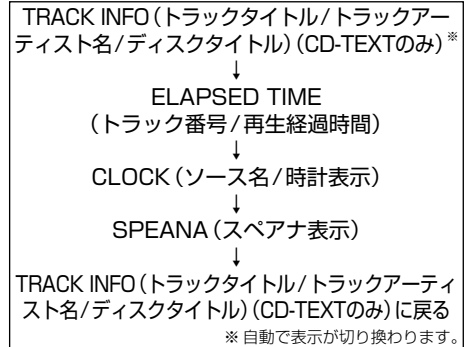 TRACK INFO(トラックタイトル/トラックアー
ティスト名/ディスクタイトル)(CD-TEXTのみ)※
↓
ELAPSED TIME
(トラック番号/再生経過時間)
↓
CLOCK(ソース名/時計表示)
↓
SPEANA(スペアナ表示)
↓
TRACK INFO(トラックタイトル/トラックアーティ
スト名/ディスクタイトル)(CD-TEXTのみ)に戻る
※ 自動で表示が切り換わります。